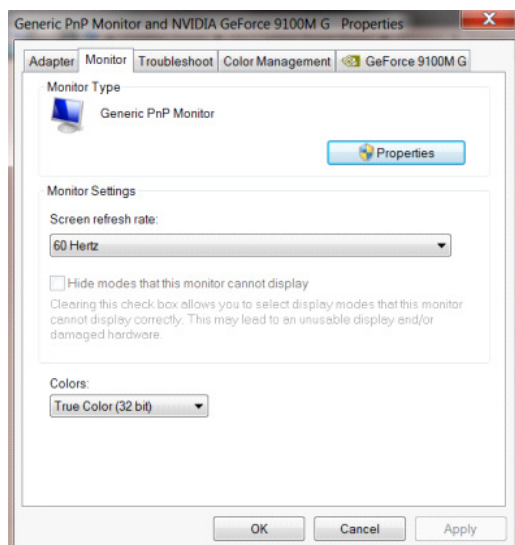 Generic PnP Monitor and NVIDIA GeForce 9100M G Properties
Adapter Monitor Troubleshoot Color Management GeForce 9100M G
Monitor Type
Generic PnP Monitor
Properties
Monitor Settings
Screen refresh rate:
60 Hertz
Hide modes that this monitor cannot display
Clearing this check box allows you to select display modes that this monitor
cannot display correctly. This may lead to an unusable display and/or
damaged hardware.
Colors:
True Color (32 bit)
OK Cancel Apply